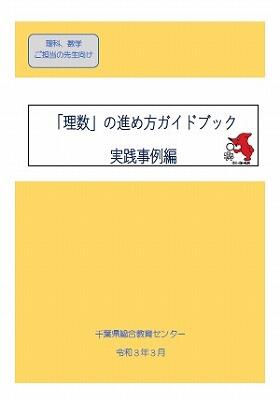 理科、数学
ご担当の先生向け
「理数」の進め方ガイドブック
実践事例編
千葉県総合教育センター
令和３年３月